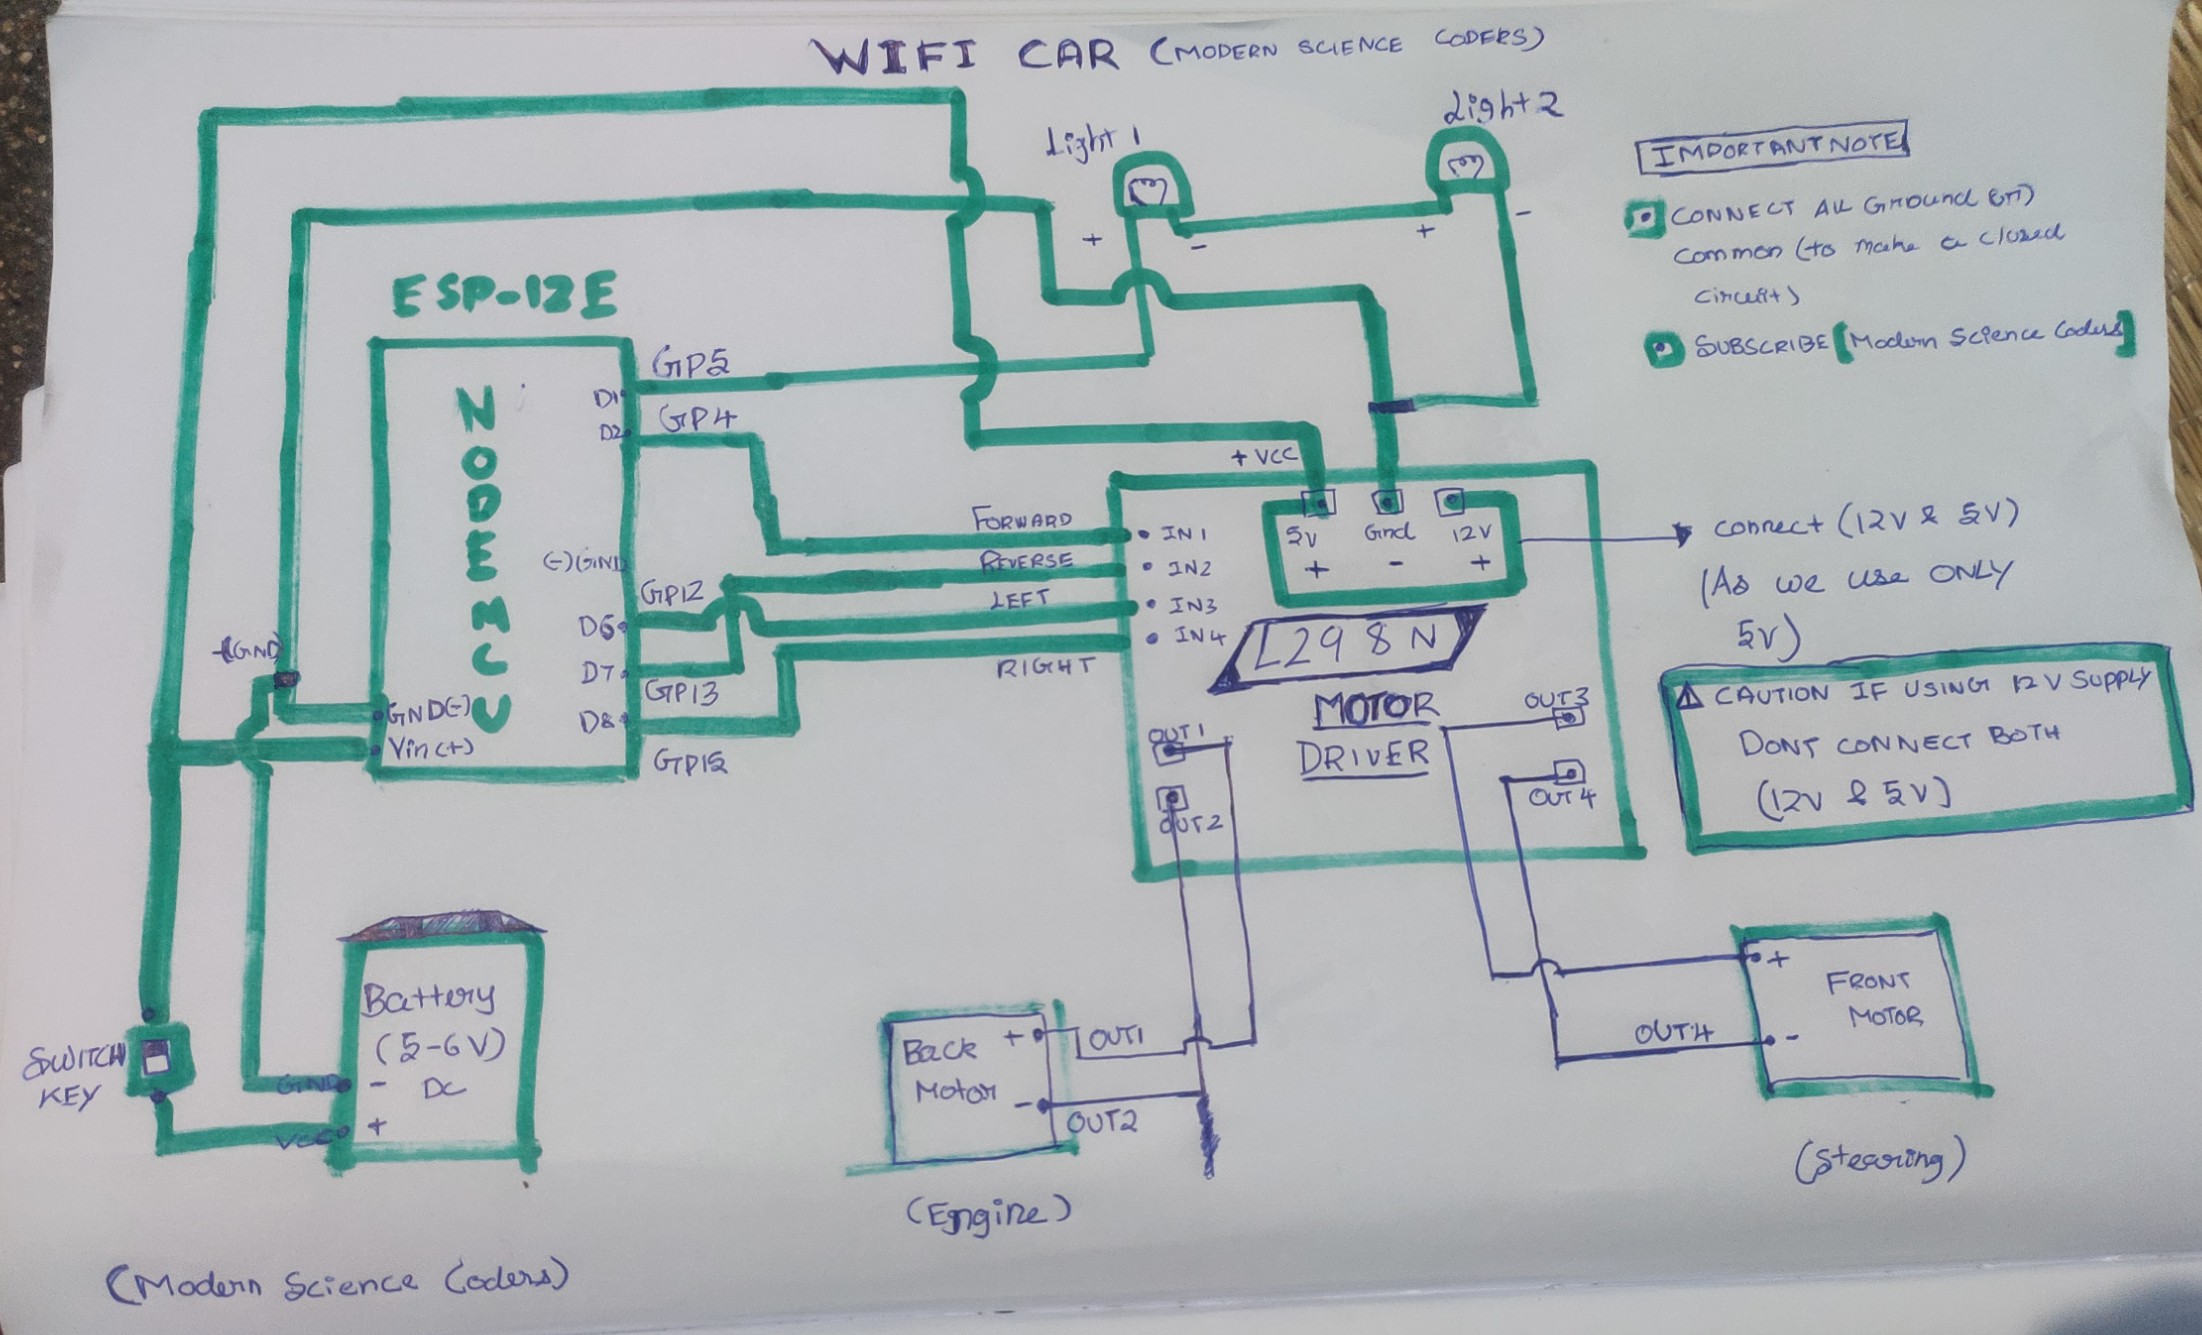 WIFI CAR (MODERN SCIENCE CODERS)
Light 1
Light 2
+
-
+
-
IMPORTANT NOTE
CONNECT ALL Ground
Common (to make a closed
circuit)
SUBSCRIBE [Modern Science Coders]
ESP-12E
NODEMCU
D1
D2
(-)(GND
D6
D7
D8
GND(-)
Vin(+)
GP5
GP4
GP12
GP13
GP15
(GND)
+ VCC
FORWARD
REVERSE
LEFT
RIGHT
IN1
IN2
IN3
IN4
5V Gnd 12V
+ - +
L298N
MOTOR
DRIVER
OUT1
OUT2
OUT3
OUT4
connect (12V & 5V)
(As we use ONLY
5V)
⚠ CAUTION IF USING 12V SUPPLY
DONT CONNECT BOTH
(12V & 5V)
SWITCH
KEY
Battery
(5-6V)
DC
GND -
VCC +
Back
Motor
+
-
OUT1
OUT2
(Engine)
FRONT
MOTOR
+
-
OUT4
(Stearing)
(Modern Science Coders)